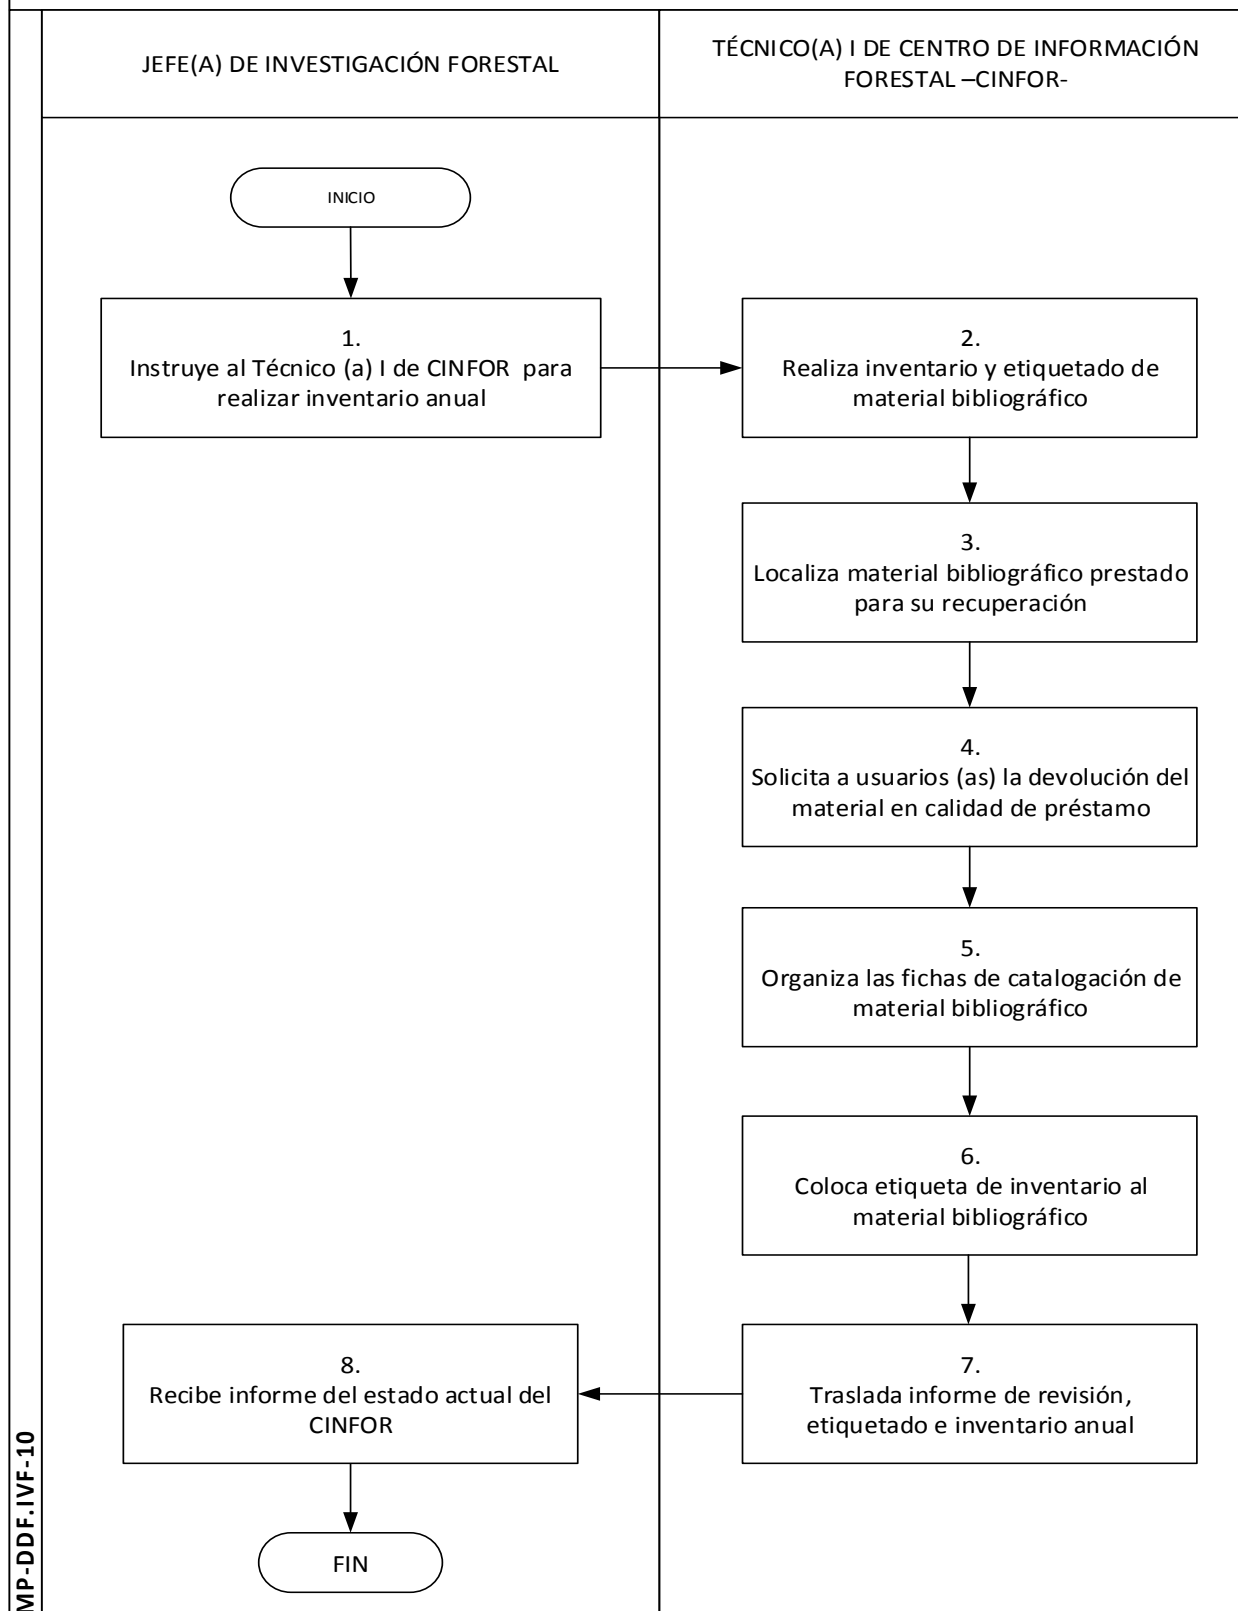 JEFE(A) DE INVESTIGACIÓN FORESTAL
TÉCNICO(A) I DE CENTRO DE INFORMACIÓN
FORESTAL –CINFOR-
INICIO
1.
Instruye al Técnico (a) I de CINFOR para
realizar inventario anual
2.
Realiza inventario y etiquetado de
material bibliográfico
3.
Localiza material bibliográfico prestado
para su recuperación
4.
Solicita a usuarios (as) la devolución del
material en calidad de préstamo
5.
Organiza las fichas de catalogación de
material bibliográfico
6.
Coloca etiqueta de inventario al
material bibliográfico
7.
Traslada informe de revisión,
etiquetado e inventario anual
8.
Recibe informe del estado actual del
CINFOR
FIN
MP-DDF.IVF-10